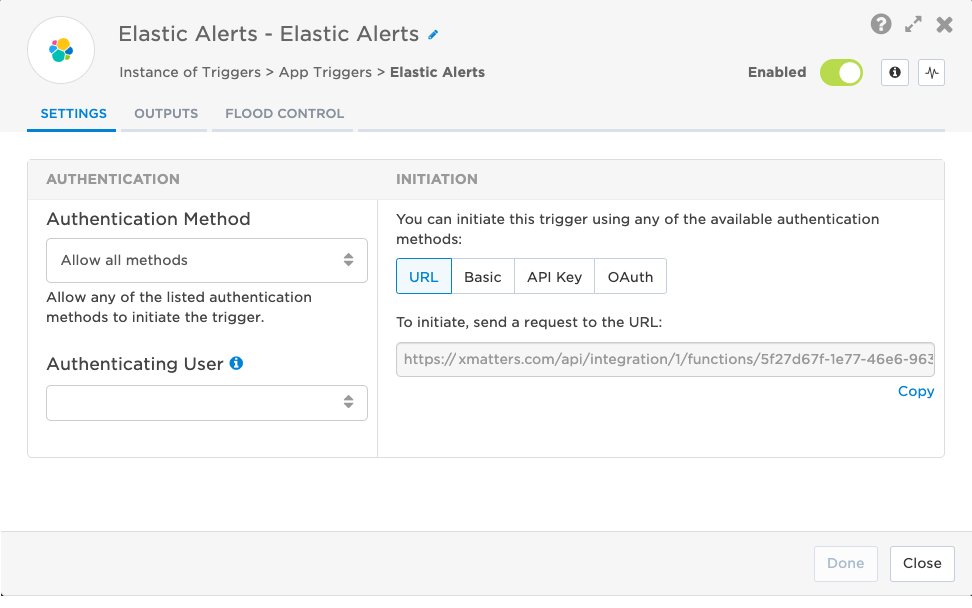 Elastic Alerts - Elastic Alerts
Instance of Triggers > App Triggers > Elastic Alerts
Enabled
SETTINGS
OUTPUTS
FLOOD CONTROL
AUTHENTICATION
Authentication Method
Allow all methods
Allow any of the listed authentication
methods to initiate the trigger.
Authenticating User
INITIATION
You can initiate this trigger using any of the available authentication
methods:
URL
Basic
API Key
OAuth
To initiate, send a request to the URL:
https://xmatters.com/api/integration/1/functions/5f27d67f-1e77-46e6-963
Copy
Done
Close